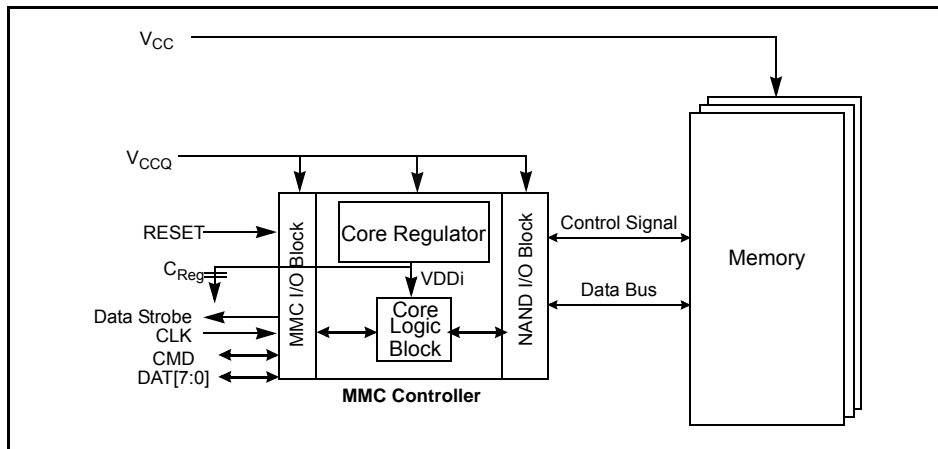 VCC
VCCQ
RESET
CReg
Data Strobe
CLK
CMD
DAT[7:0]
MMC I/O Block
Core Regulator
VDDi
Core
Logic
Block
NAND I/O Block
MMC Controller
Control Signal
Data Bus
Memory